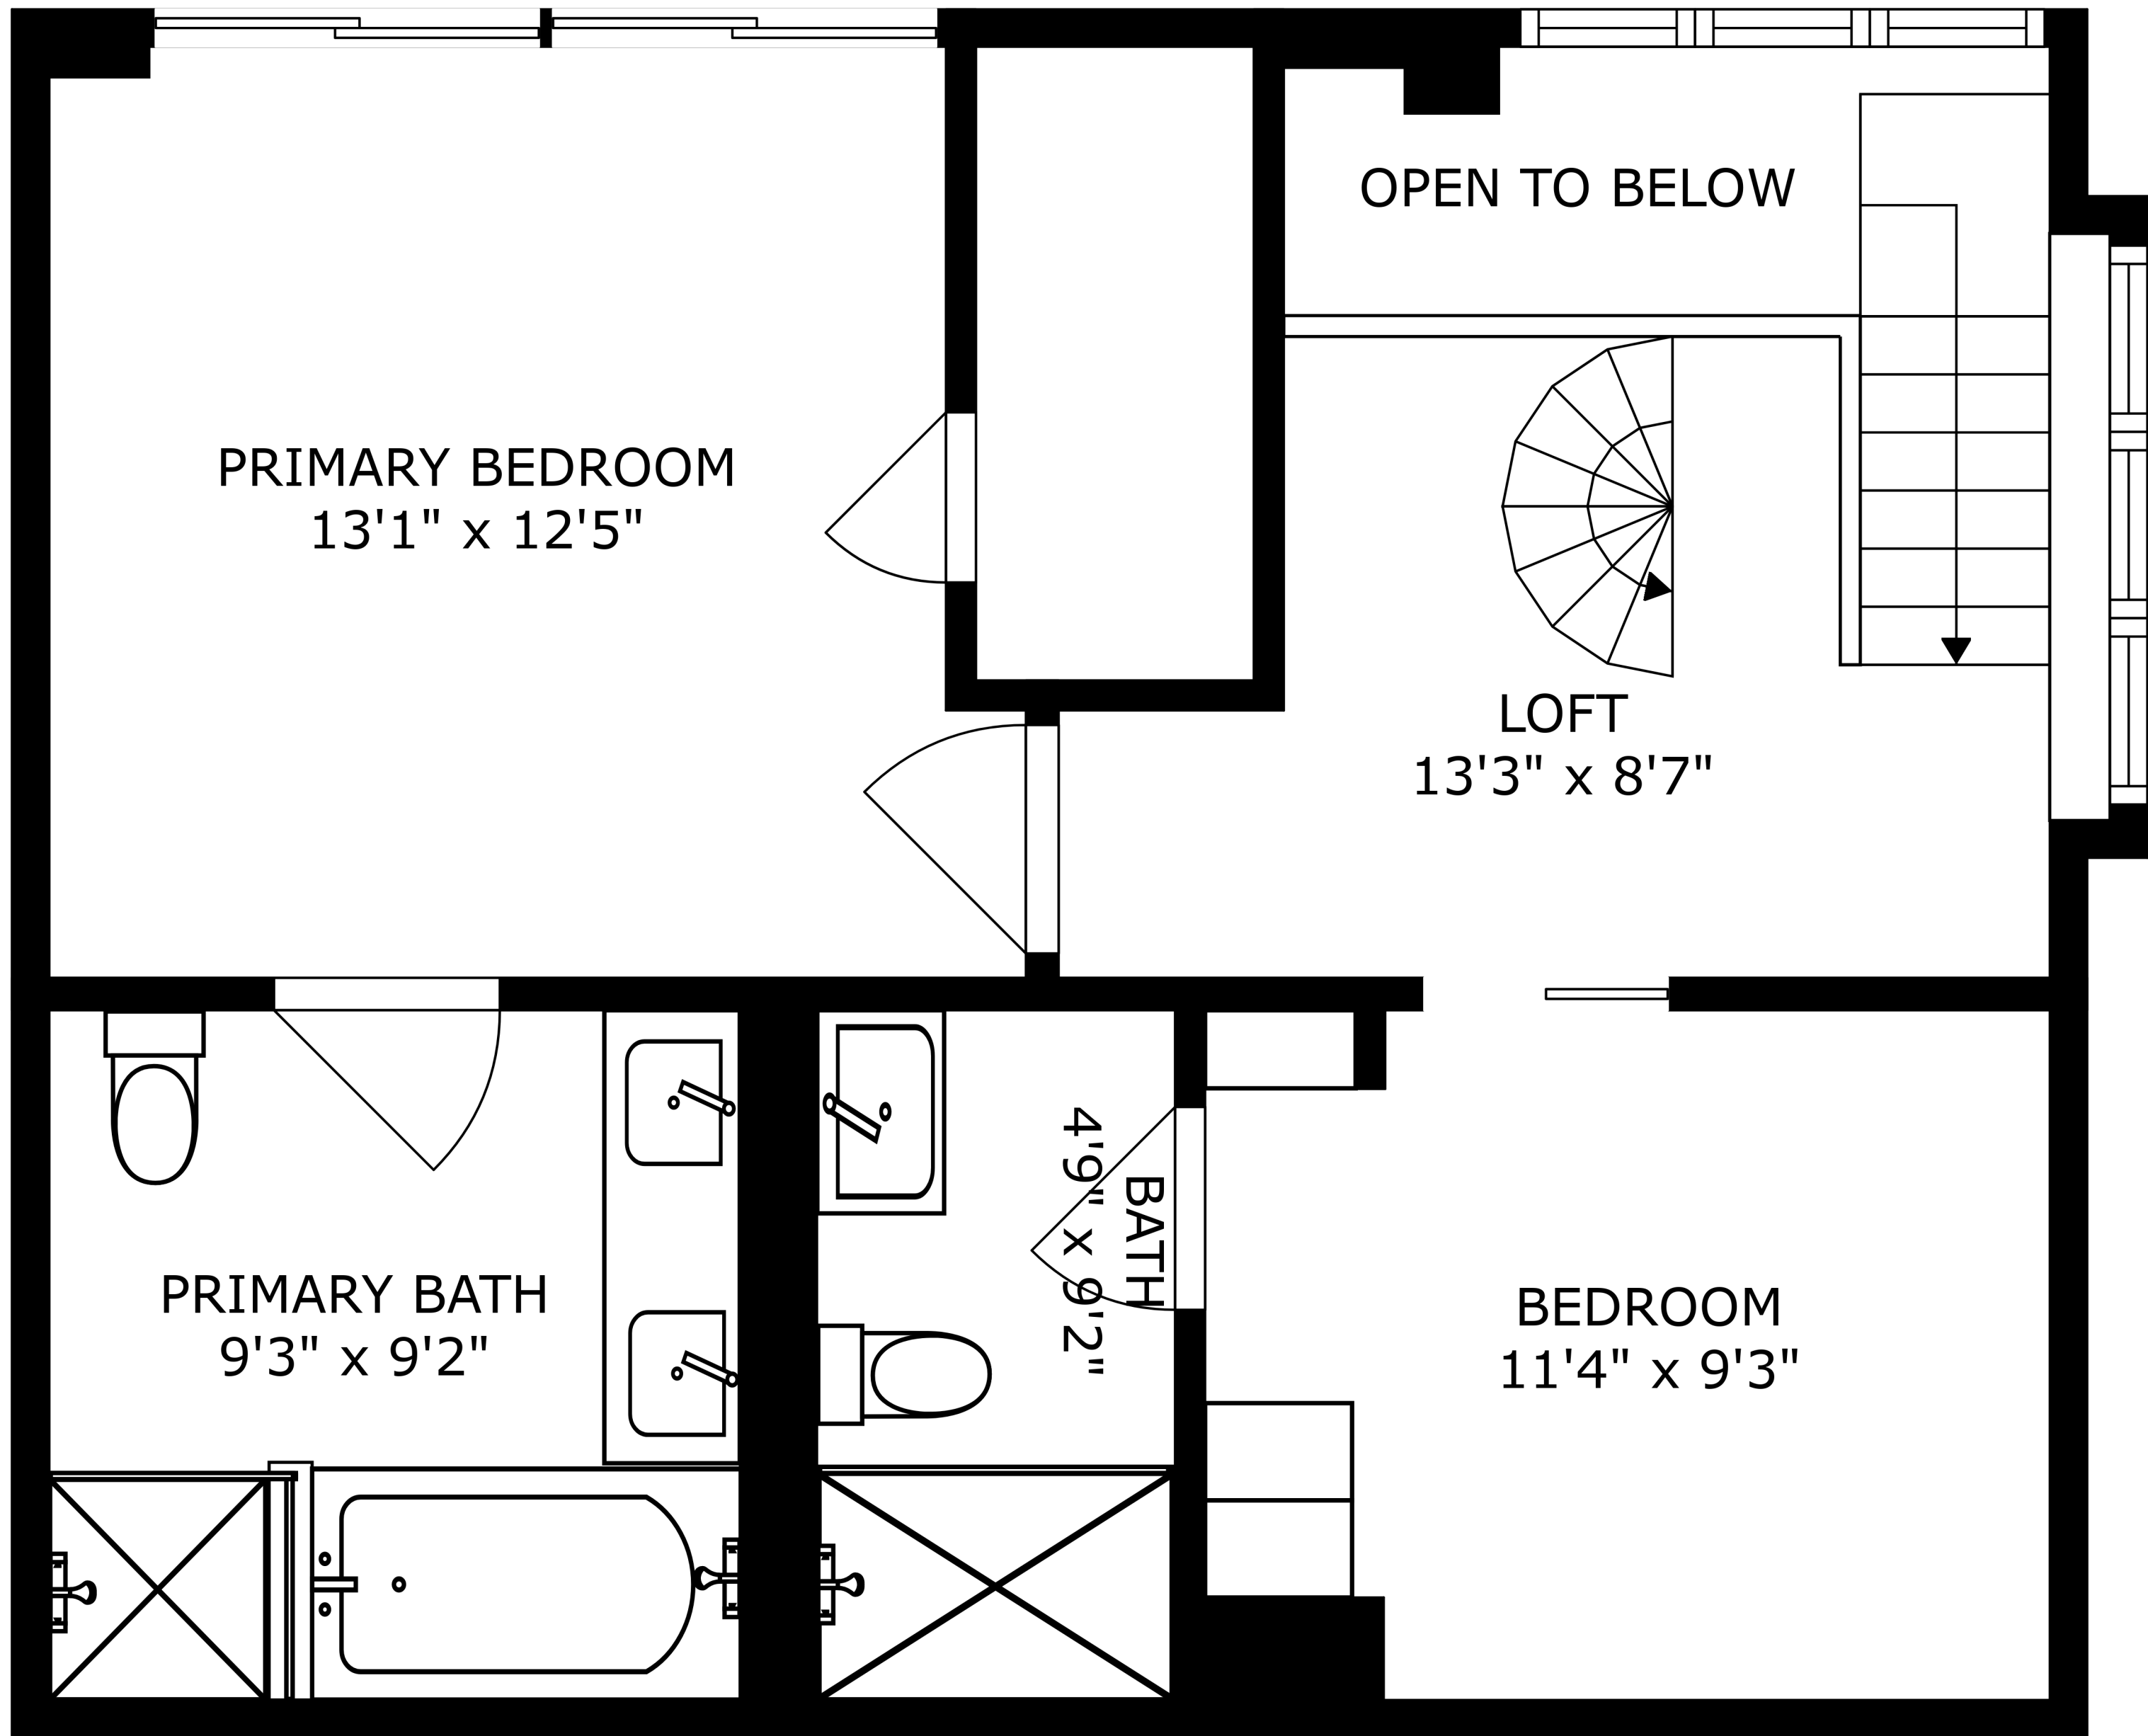 OPEN TO BELOW
PRIMARY BEDROOM
13'1" x 12'5"
LOFT
13'3" x 8'7"
BATH
4'9" x 9'2"
PRIMARY BATH
9'3" x 9'2"
BEDROOM
11'4" x 9'3"